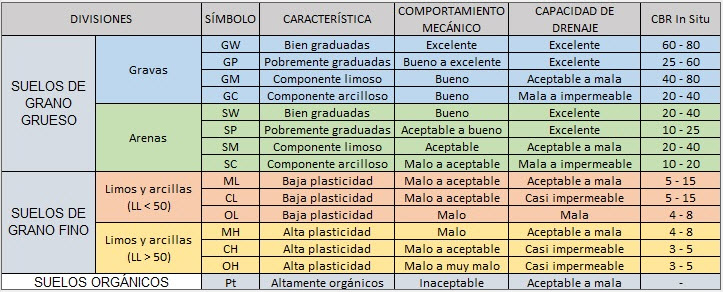 DIVISIONES SÍMBOLO CARACTERÍSTICA COMPORTAMIENTO MECÁNICO CAPACIDAD DE DRENAJE CBR In Situ
SUELOS DE GRANO GRUESO
Gravas
GW Bien graduadas Excelente Excelente 60 - 80
GP Pobremente graduadas Bueno a excelente Excelente 25 - 60
GM Componente limoso Bueno Aceptable a mala 40 - 80
GC Componente arcilloso Bueno Mala a impermeable 20 - 40
Arenas
SW Bien graduadas Bueno Excelente 20 - 40
SP Pobremente graduadas Aceptable a bueno Excelente 10 - 25
SM Componente limoso Aceptable Aceptable a mala 20 - 40
SC Componente arcilloso Malo a aceptable Mala a impermeable 10 - 20
SUELOS DE GRANO FINO
Limos y arcillas (LL < 50)
ML Baja plasticidad Malo a aceptable Aceptable a mala 5 - 15
CL Baja plasticidad Malo a aceptable Casi impermeable 5 - 15
OL Baja plasticidad Malo Mala 4 - 8
Limos y arcillas (LL > 50)
MH Alta plasticidad Malo Aceptable a mala 4 - 8
CH Alta plasticidad Malo a aceptable Casi impermeable 3 - 5
OH Alta plasticidad Malo a muy malo Casi impermeable 3 - 5
SUELOS ORGÁNICOS Pt Altamente orgánicos Inaceptable Aceptable a mala -